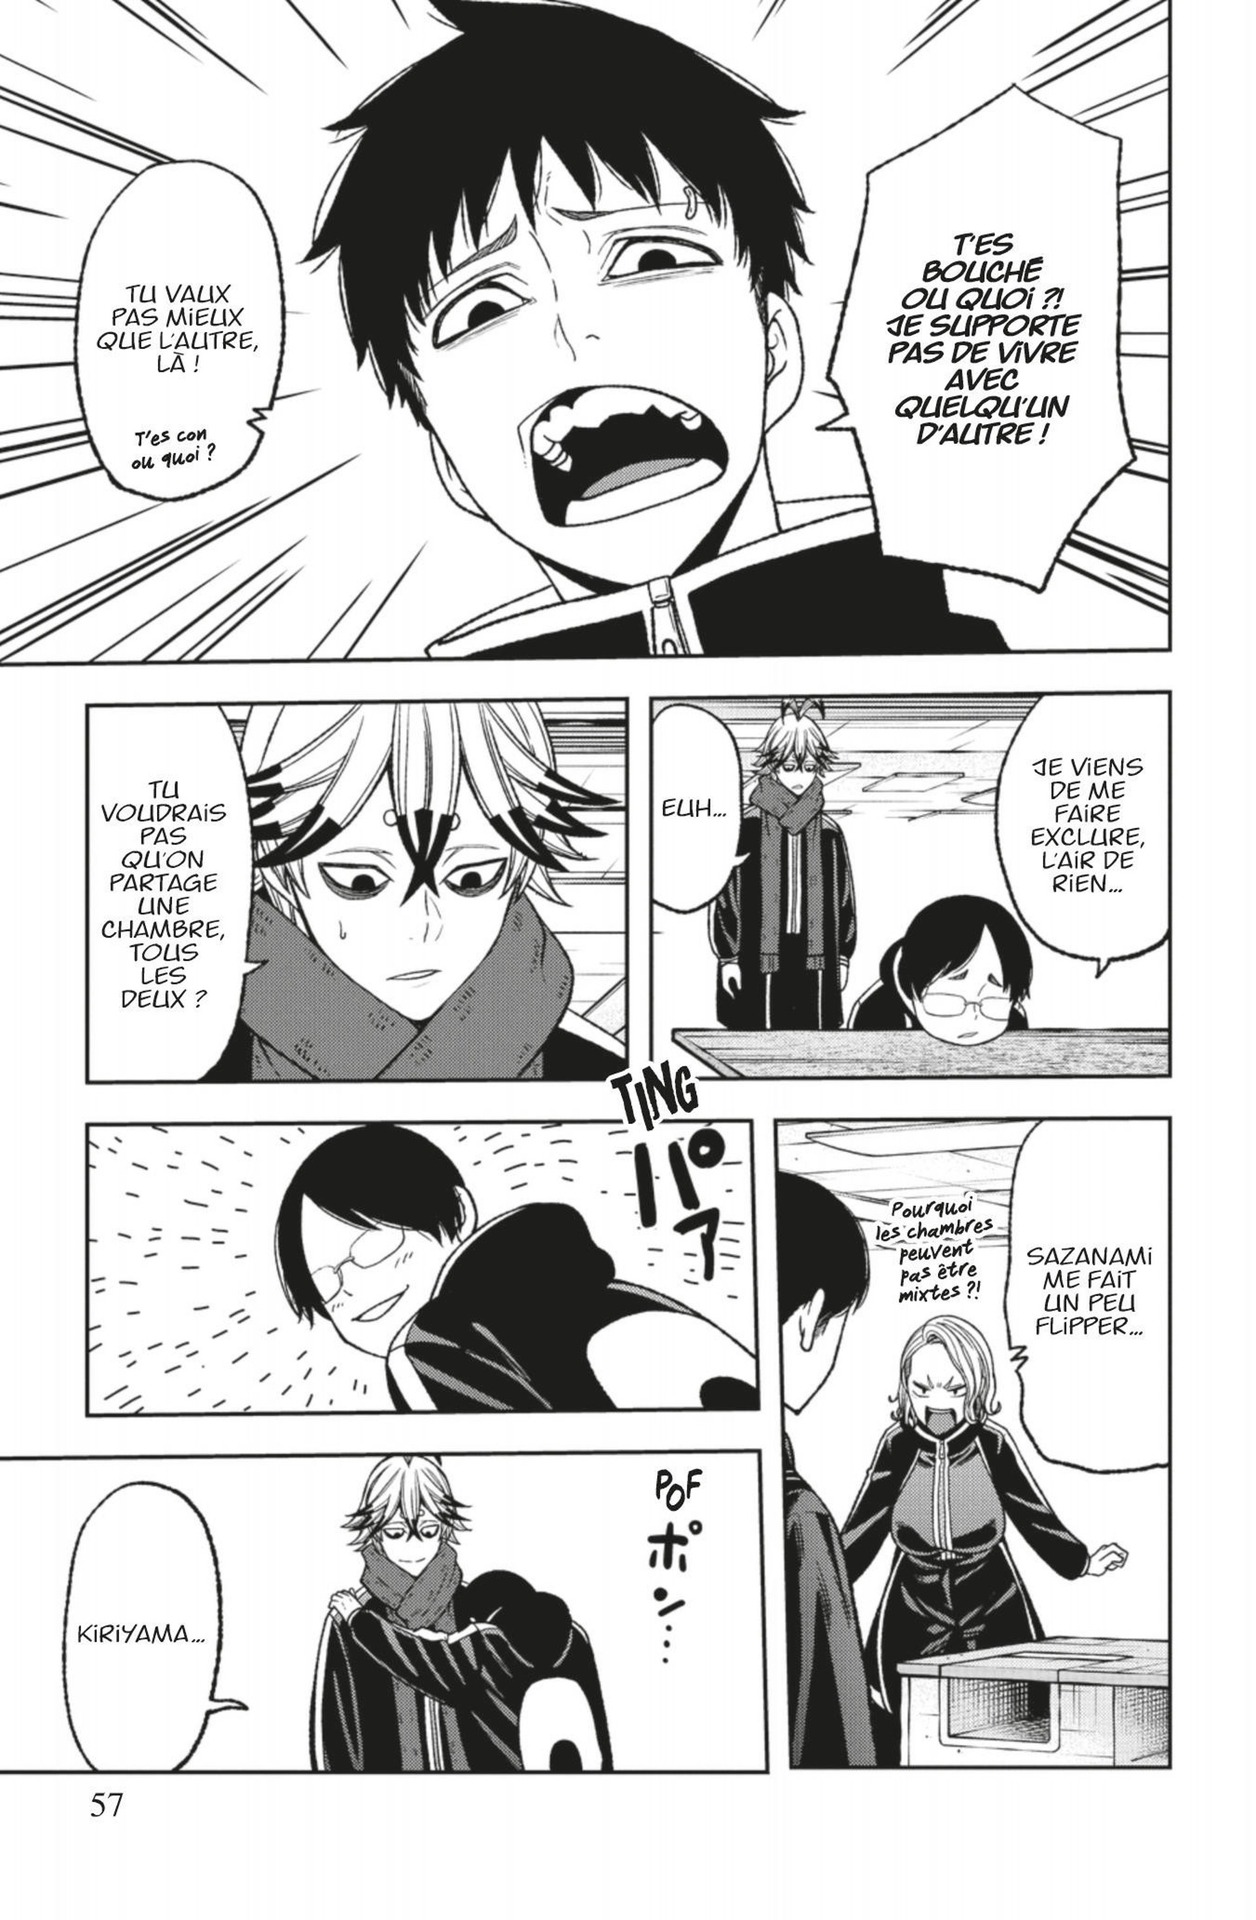 T'ES
BOUCHÉ
OU QUOI ?!
JE SUPPORTE
PAS DE VIVRE
AVEC
QUELQU'UN
D'AUTRE !
TU VAUX
PAS MIEUX
QUE L'AUTRE,
LÀ !
T'es con
ou quoi ?
JE VIENS
DE ME
FAIRE
EXCLURE,
L'AIR DE
RIEN...
EUH...
TU
VOUDRAIS
PAS
QU'ON
PARTAGE
UNE
CHAMBRE,
TOUS
LES
DEUX ?
SAZANAMI
ME FAIT
UN PEU
FLIPPER...
Pourquoi
les chambres
peuvent
pas être
mixtes ?!
TING
パァ
POF
ポン…
KIRIYAMA...
57